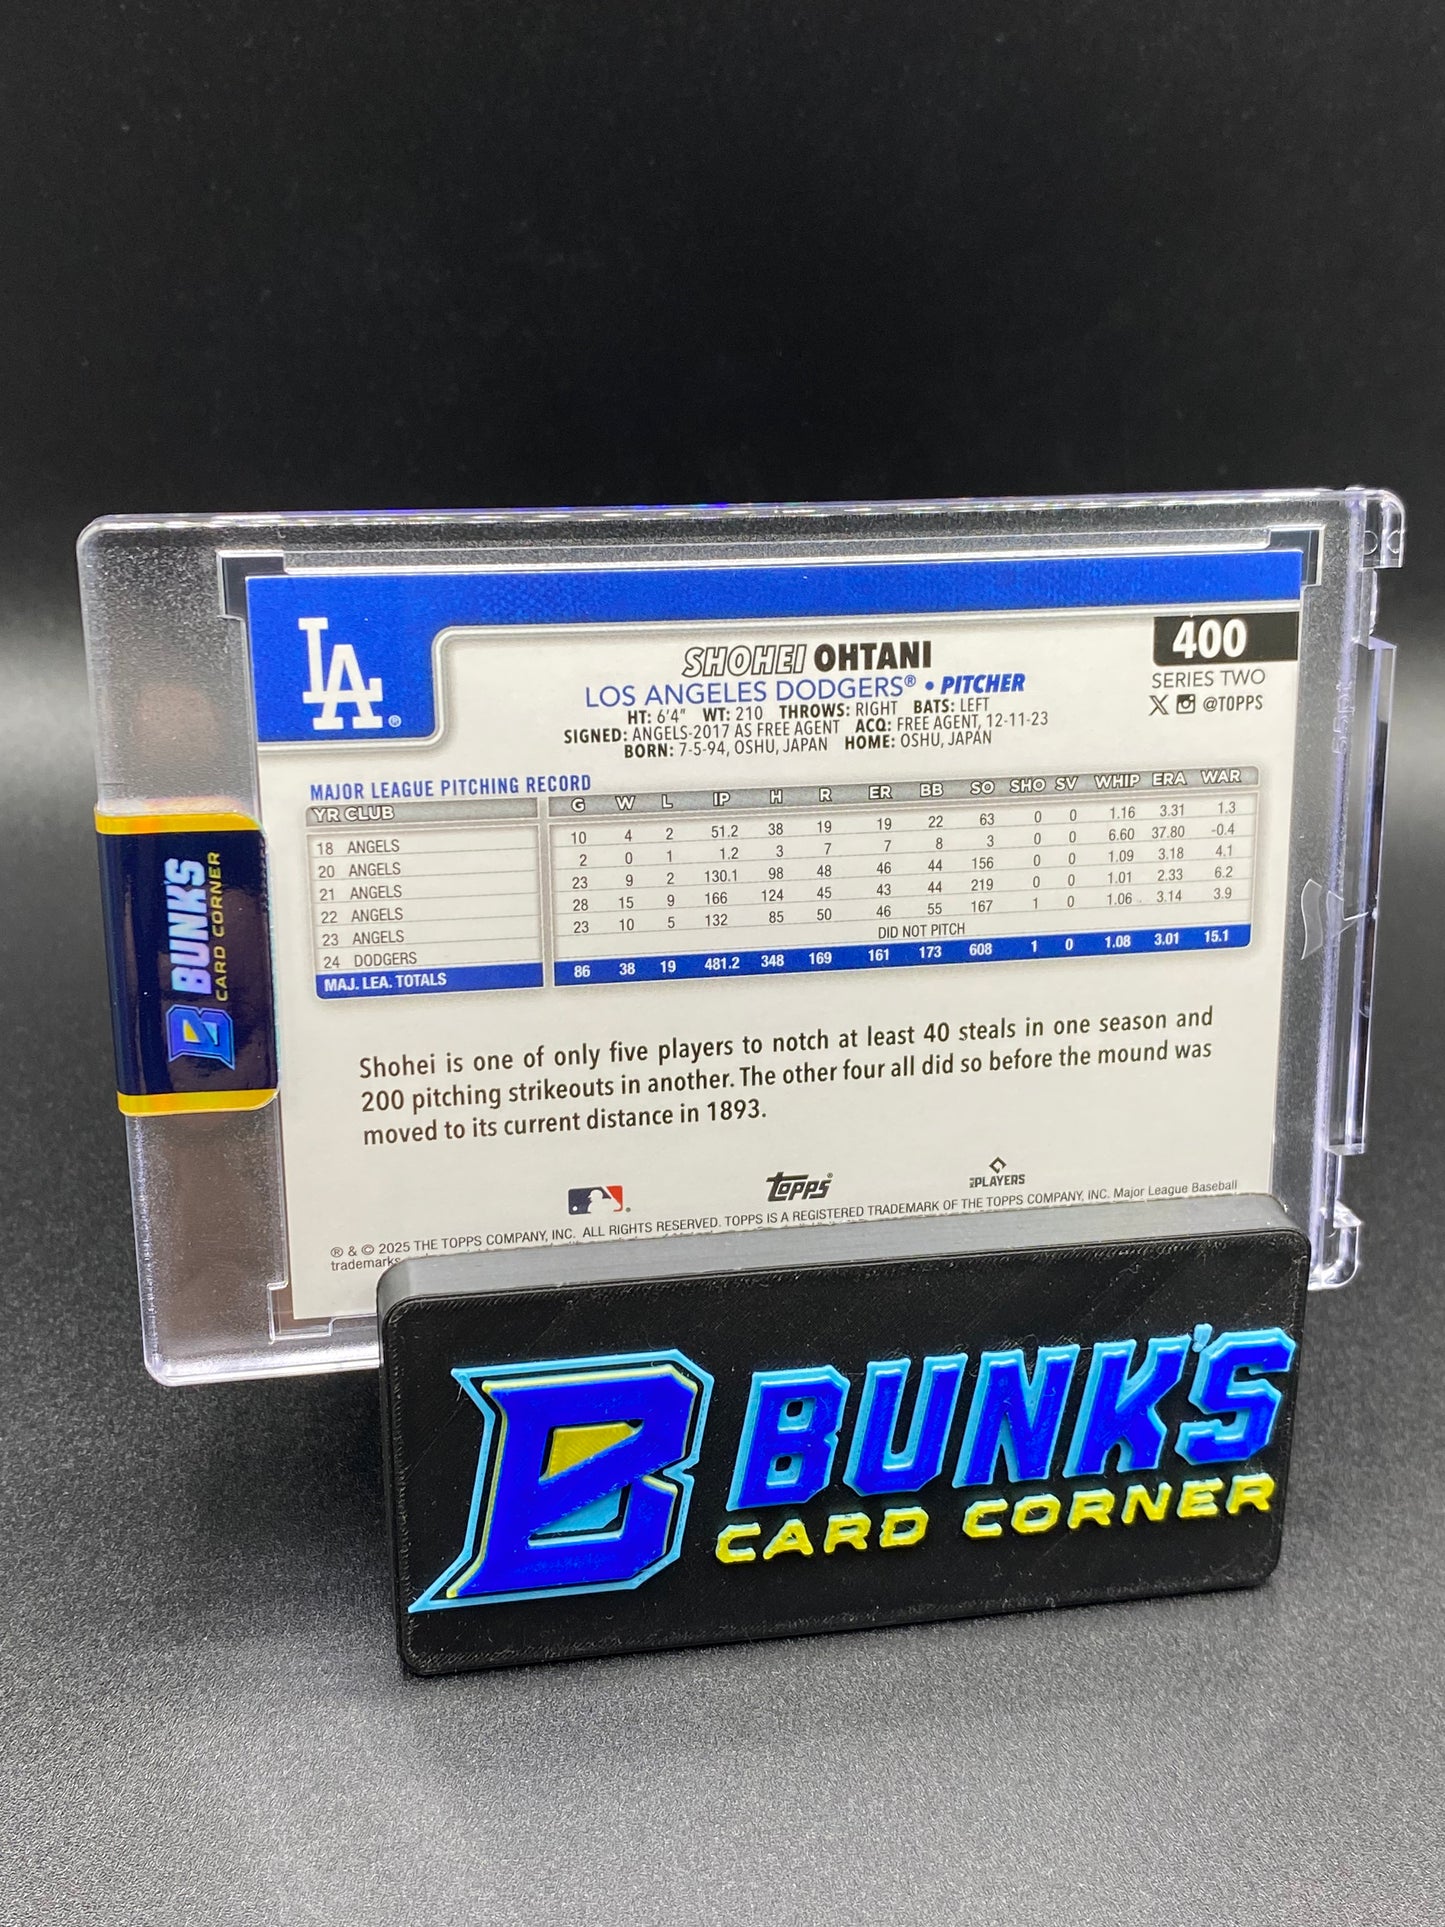 LA®
SHOHEI OHTANI
LOS ANGELES DODGERS® • PITCHER
HT: 6'4" WT: 210 THROWS: RIGHT BATS: LEFT
SIGNED: ANGELS-2017 AS FREE AGENT ACQ: FREE AGENT, 12-11-23
BORN: 7-5-94, OSHU, JAPAN HOME: OSHU, JAPAN
400
SERIES TWO
X @TOPPS
MAJOR LEAGUE PITCHING RECORD
YR CLUB G W L IP H R ER BB SO SHO SV WHIP ERA WAR
18 ANGELS 10 4 2 51.2 38 19 19 22 63 0 0 1.16 3.31 1.3
20 ANGELS 2 0 1 1.2 3 7 7 8 3 0 0 6.60 37.80 -0.4
21 ANGELS 23 9 2 130.1 98 48 46 44 156 0 0 1.09 3.18 4.1
22 ANGELS 28 15 9 166 124 45 43 44 219 0 0 1.01 2.33 6.2
23 ANGELS 23 10 5 132 85 50 46 55 167 1 0 1.06 3.14 3.9
24 DODGERS DID NOT PITCH
MAJ. LEA. TOTALS 86 38 19 481.2 348 169 161 173 608 1 0 1.08 3.01 15.1
Shohei is one of only five players to notch at least 40 steals in one season and
200 pitching strikeouts in another. The other four all did so before the mound was
moved to its current distance in 1893.
topps®
PLAYERS
® & © 2025 THE TOPPS COMPANY, INC. ALL RIGHTS RESERVED. TOPPS IS A REGISTERED TRADEMARK OF THE TOPPS COMPANY, INC. Major League Baseball
trademarks
B BUNK'S
CARD CORNER
55pt
B BUNK'S
CARD CORNER